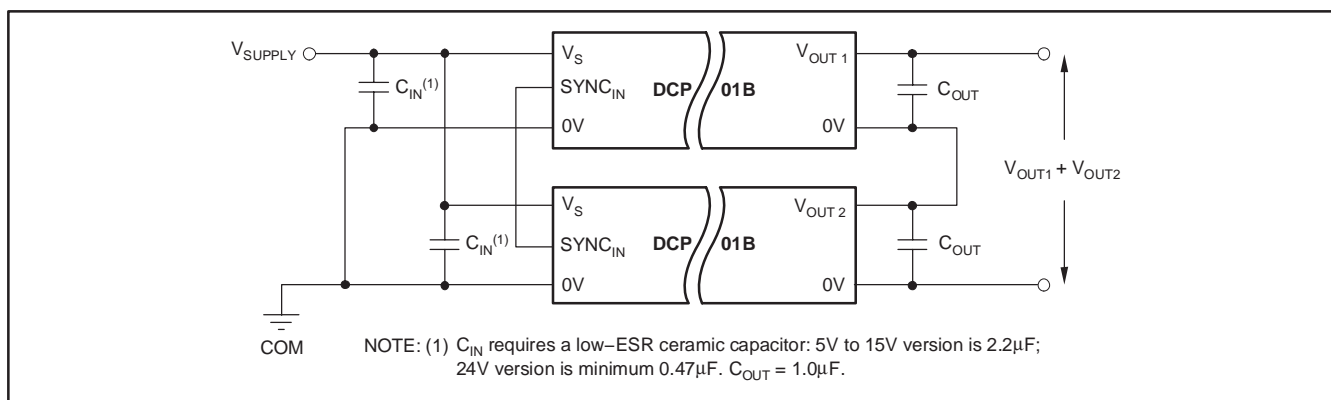 V_SUPPLY
C_IN(1)
V_S
SYNC_IN
0V
DCP 01B
V_OUT 1
0V
C_OUT
C_IN(1)
V_S
SYNC_IN
0V
DCP 01B
V_OUT 2
0V
C_OUT
V_OUT1 + V_OUT2
COM
NOTE: (1) C_IN requires a low−ESR ceramic capacitor: 5V to 15V version is 2.2μF;
24V version is minimum 0.47μF. C_OUT = 1.0μF.